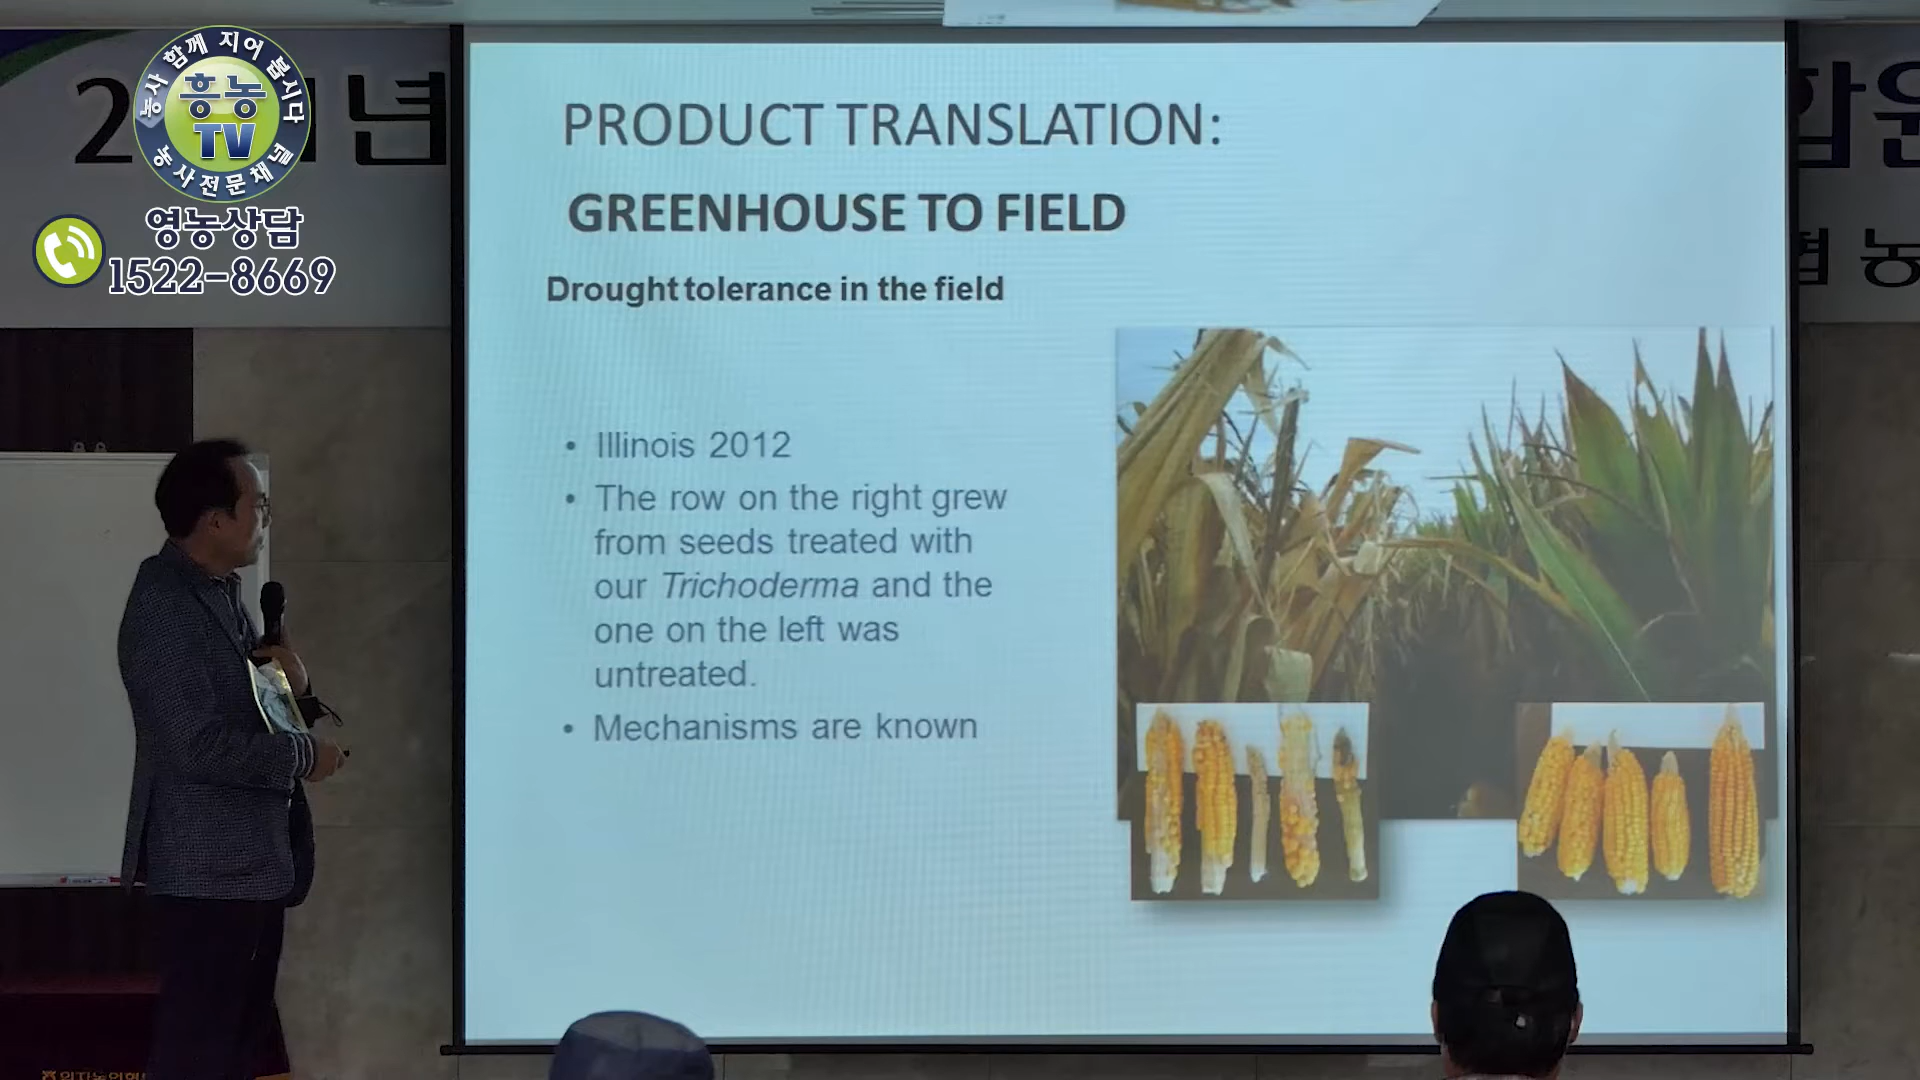 농사 함께 지어 봅시다
흥농
TV
농사전문채널
영농상담
1522-8669
PRODUCT TRANSLATION:
GREENHOUSE TO FIELD
Drought tolerance in the field
• Illinois 2012
• The row on the right grew
from seeds treated with
our Trichoderma and the
one on the left was
untreated.
• Mechanisms are known